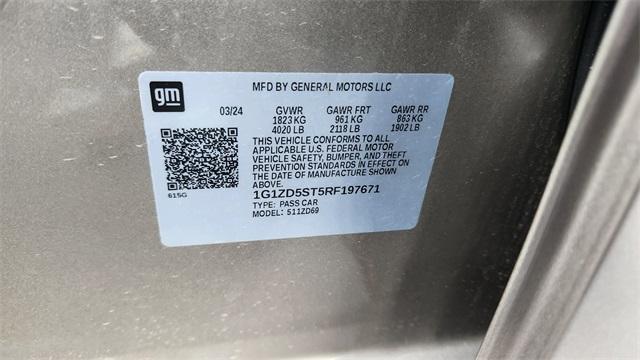 gm
MFD BY GENERAL MOTORS LLC
03/24 GVWR GAWR FRT GAWR RR
1823 KG 961 KG 863 KG
4020 LB 2118 LB 1902 LB
THIS VEHICLE CONFORMS TO ALL
APPLICABLE U.S. FEDERAL MOTOR
VEHICLE SAFETY, BUMPER, AND THEFT
PREVENTION STANDARDS IN EFFECT ON
THE DATE OF MANUFACTURE SHOWN
ABOVE.
615G
1G1ZD5ST5RF197671
TYPE: PASS CAR
MODEL: 511ZD69